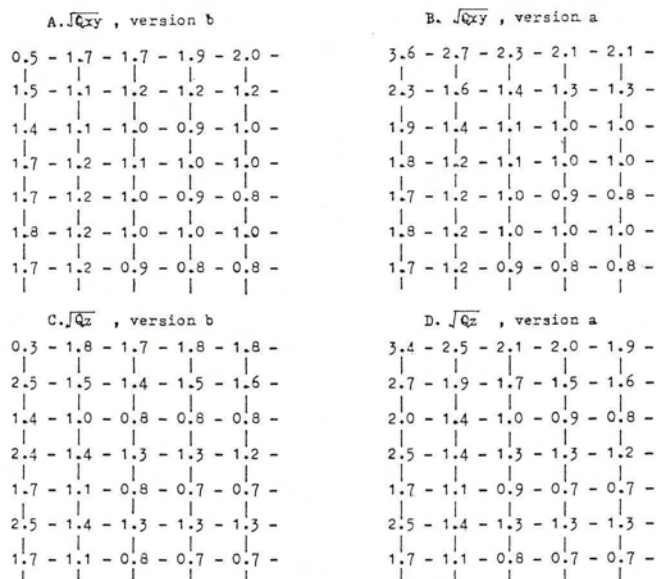 A. √Qxy , version b
0.5 - 1.7 - 1.7 - 1.9 - 2.0 -
1.5 - 1.1 - 1.2 - 1.2 - 1.2 -
1.4 - 1.1 - 1.0 - 0.9 - 1.0 -
1.7 - 1.2 - 1.1 - 1.0 - 1.0 -
1.7 - 1.2 - 1.0 - 0.9 - 0.8 -
1.8 - 1.2 - 1.0 - 1.0 - 1.0 -
1.7 - 1.2 - 0.9 - 0.8 - 0.8 -
B. √Qxy , version a
3.6 - 2.7 - 2.3 - 2.1 - 2.1 -
2.3 - 1.6 - 1.4 - 1.3 - 1.3 -
1.9 - 1.4 - 1.1 - 1.0 - 1.0 -
1.8 - 1.2 - 1.1 - 1.0 - 1.0 -
1.7 - 1.2 - 1.0 - 0.9 - 0.8 -
1.8 - 1.2 - 1.0 - 1.0 - 1.0 -
1.7 - 1.2 - 0.9 - 0.8 - 0.8 -
C. √Qz , version b
0.3 - 1.8 - 1.7 - 1.8 - 1.8 -
2.5 - 1.5 - 1.4 - 1.5 - 1.6 -
1.4 - 1.0 - 0.8 - 0.8 - 0.8 -
2.4 - 1.4 - 1.3 - 1.3 - 1.2 -
1.7 - 1.1 - 0.8 - 0.7 - 0.7 -
2.5 - 1.4 - 1.3 - 1.3 - 1.3 -
1.7 - 1.1 - 0.8 - 0.7 - 0.7 -
D. √Qz , version a
3.4 - 2.5 - 2.1 - 2.0 - 1.9 -
2.7 - 1.9 - 1.7 - 1.5 - 1.6 -
2.0 - 1.4 - 1.0 - 0.9 - 0.8 -
2.5 - 1.4 - 1.3 - 1.3 - 1.2 -
1.7 - 1.1 - 0.9 - 0.7 - 0.7 -
2.5 - 1.4 - 1.3 - 1.3 - 1.3 -
1.7 - 1.1 - 0.8 - 0.7 - 0.7 -